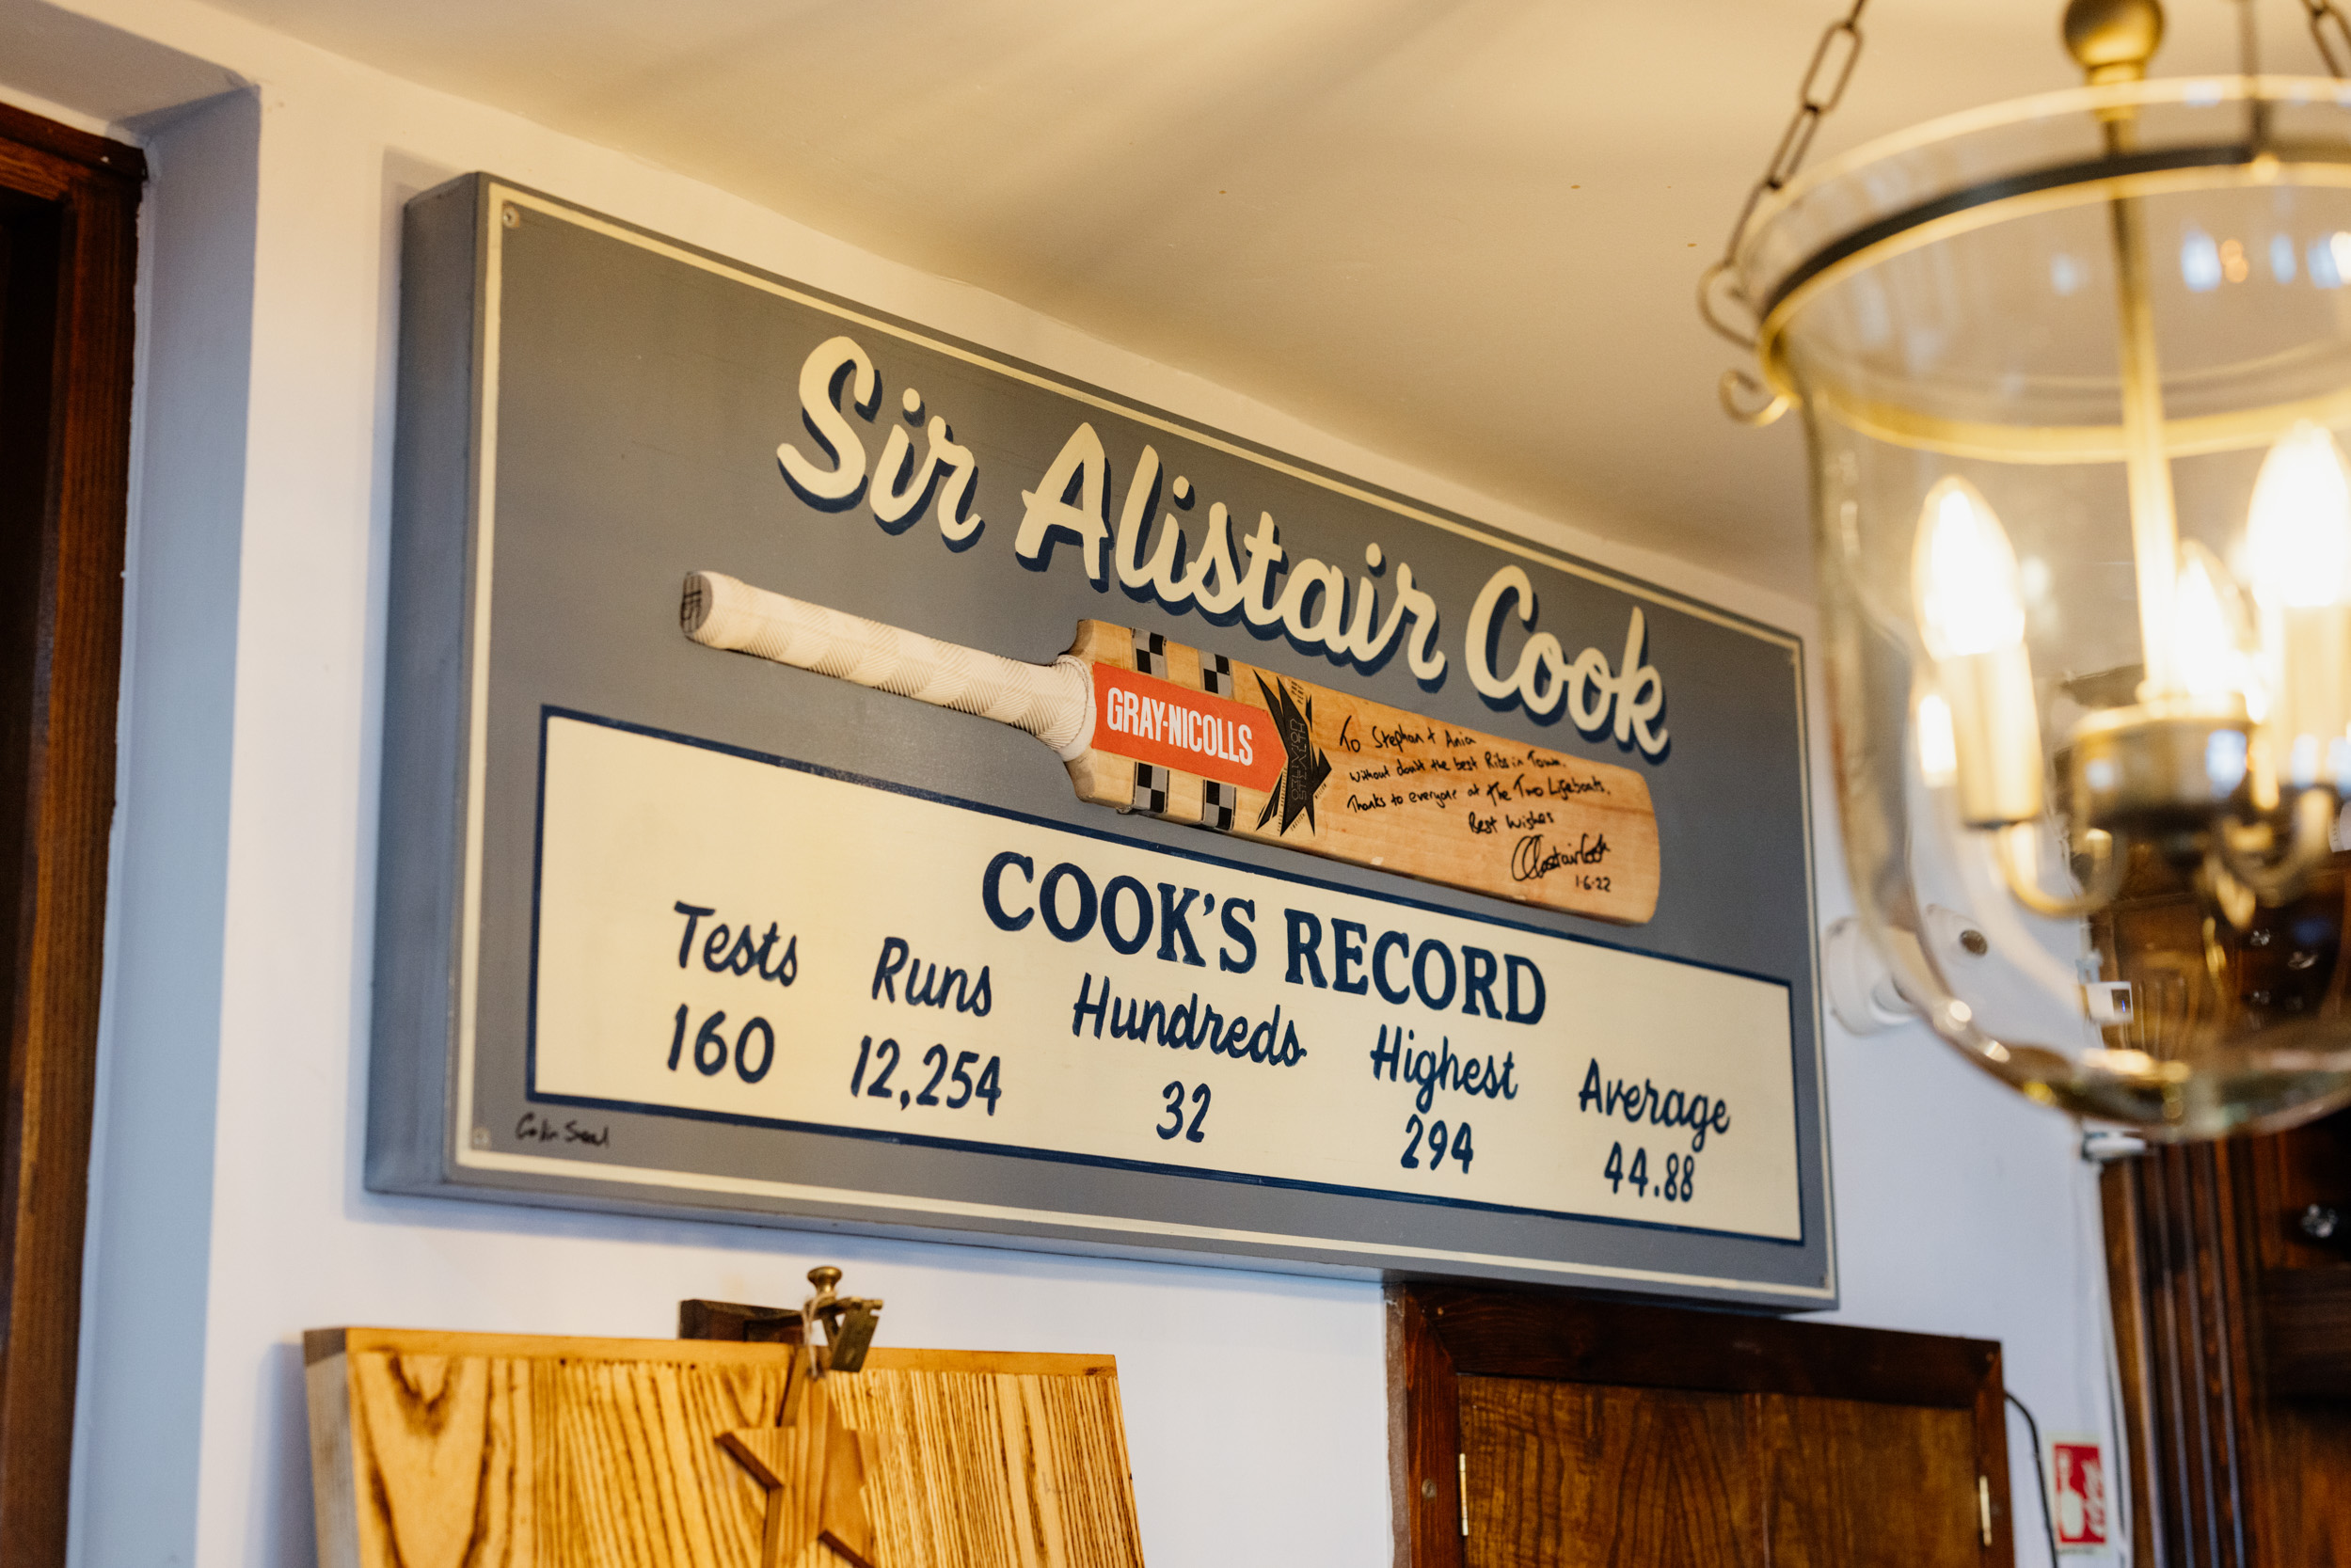 Sir Alistair Cook
GRAY-NICOLLS
To Stephan + Ania
Without doubt the best Ribs in Town.
Thanks to everyone at the Two Lifeboats.
Best Wishes
Alastair Cook
1·6·22
COOK'S RECORD
Tests Runs Hundreds Highest Average
160 12,254 32 294 44.88
Colin Seal